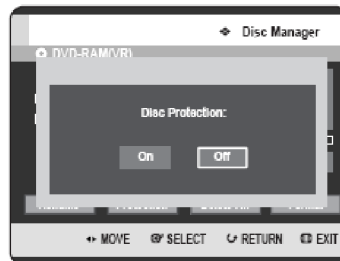 Disc Manager
DVD-RAM(VR)
Disc Protection:
On Off
MOVE SELECT RETURN EXIT